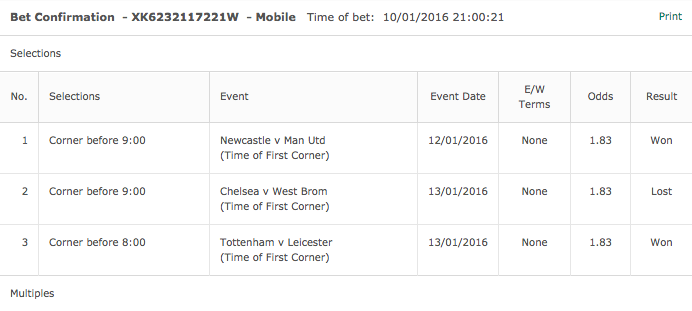 Bet Confirmation - XK6232117221W - Mobile Time of bet: 10/01/2016 21:00:21 Print
Selections
No. Selections Event Event Date E/W Terms Odds Result
1 Corner before 9:00 Newcastle v Man Utd 12/01/2016 None 1.83 Won
(Time of First Corner)
2 Corner before 9:00 Chelsea v West Brom 13/01/2016 None 1.83 Lost
(Time of First Corner)
3 Corner before 8:00 Tottenham v Leicester 13/01/2016 None 1.83 Won
(Time of First Corner)
Multiples